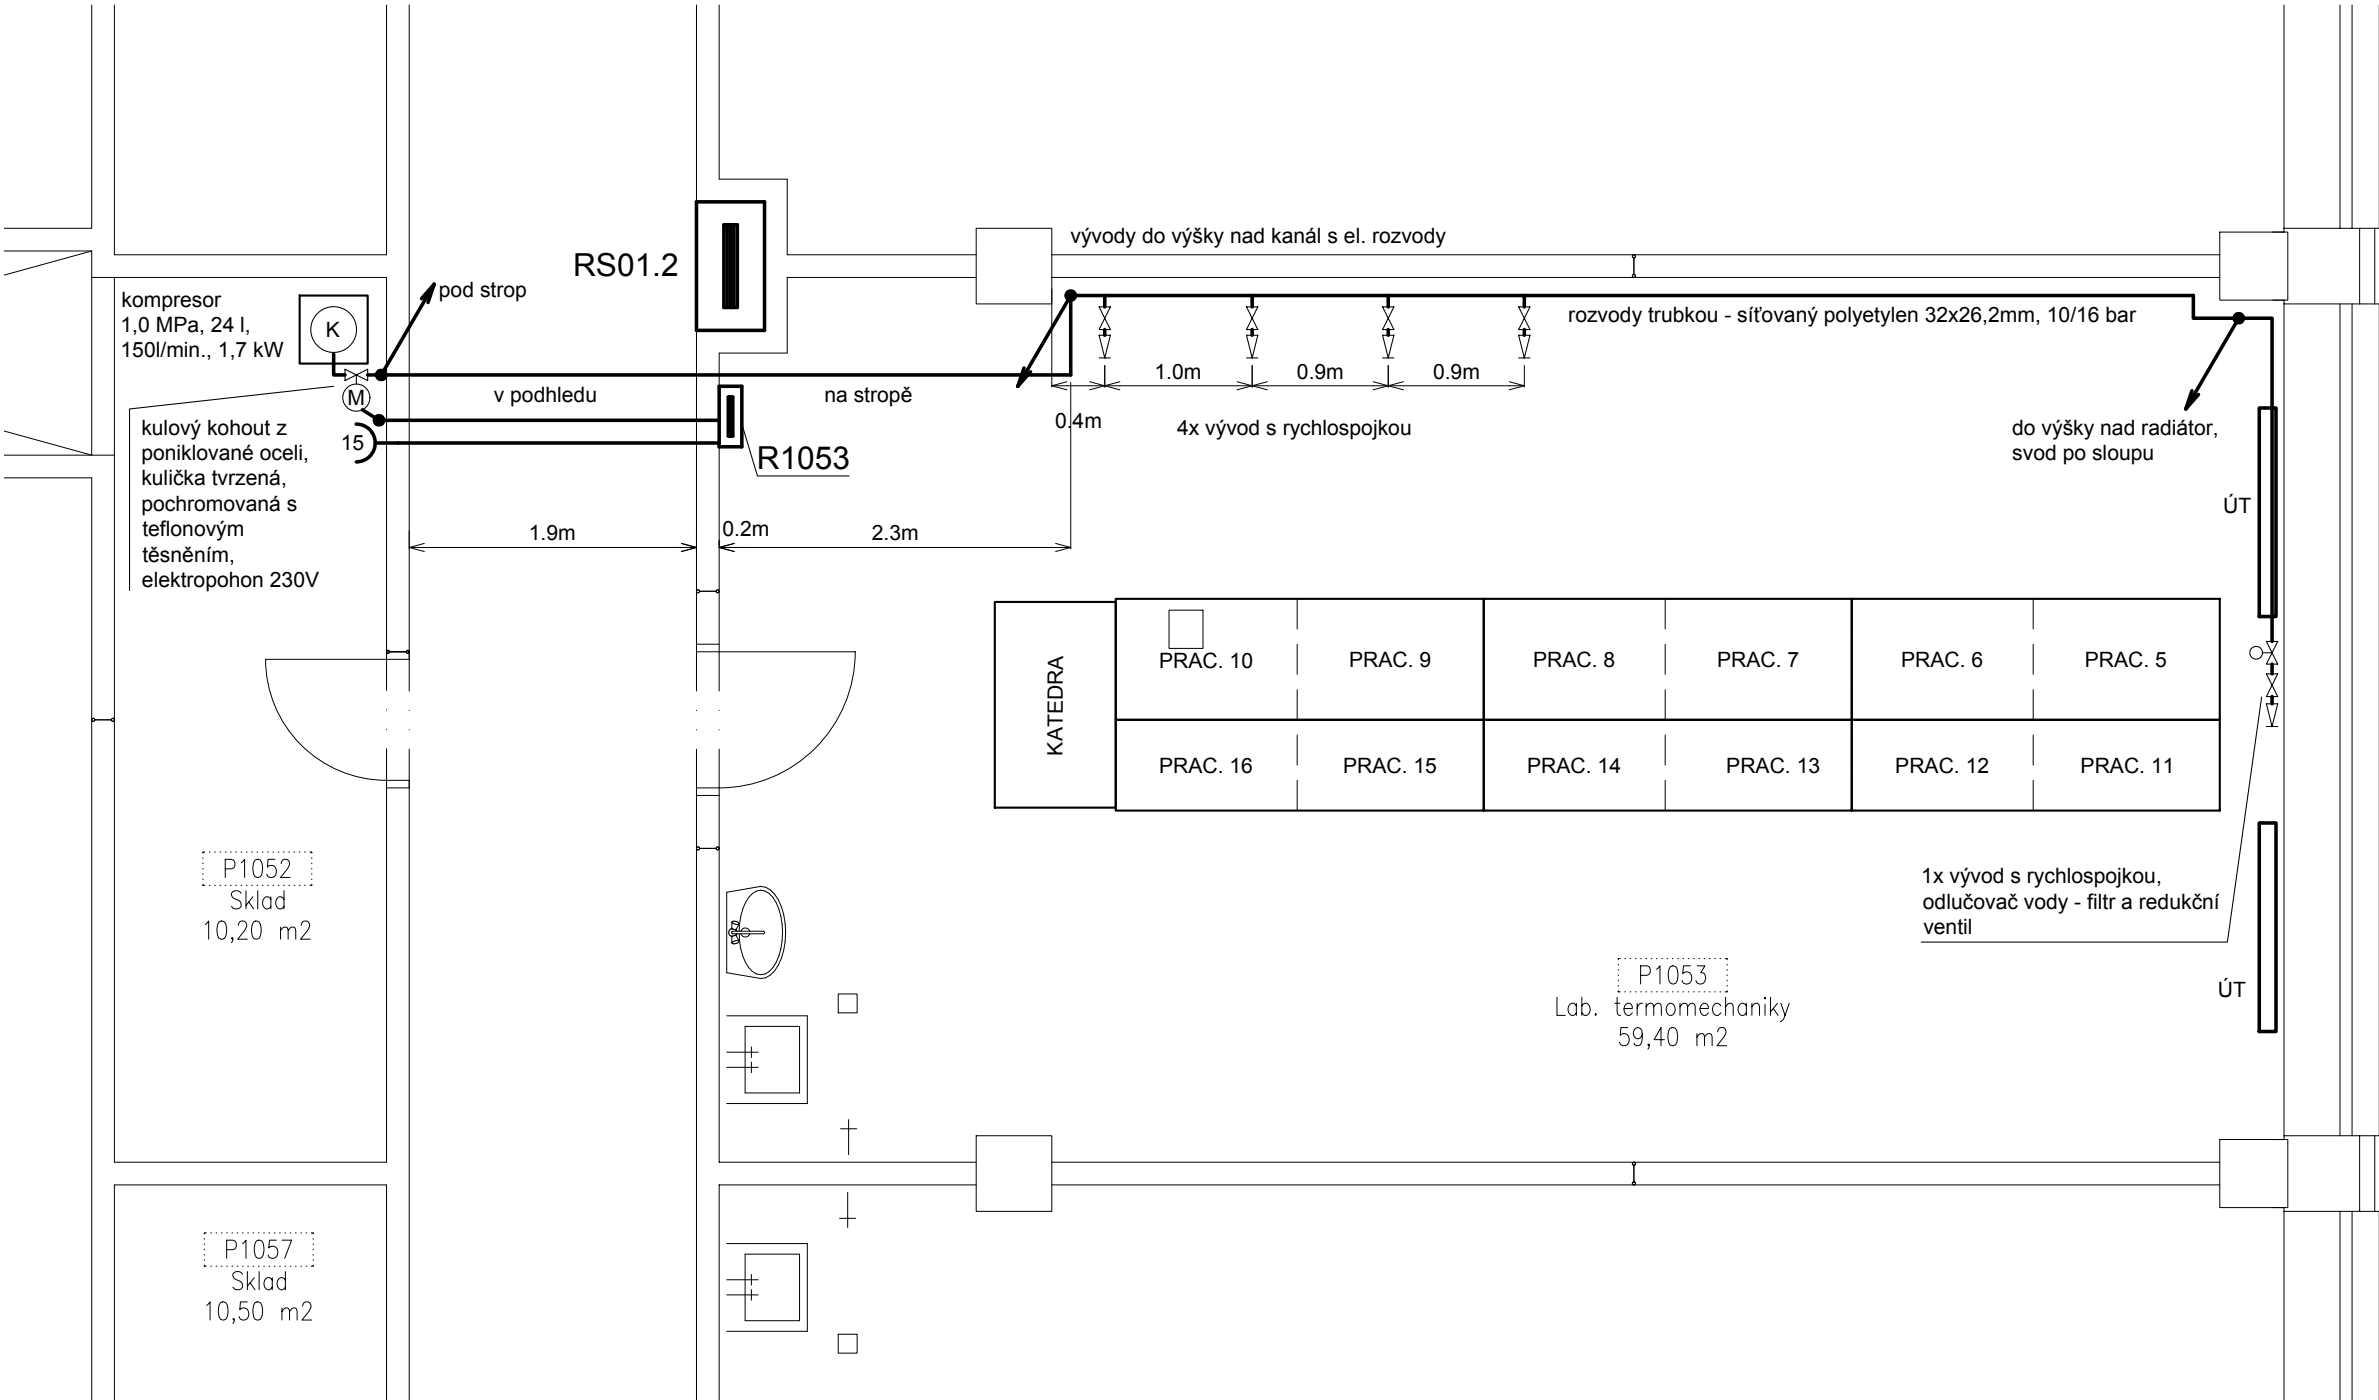 vývody do výšky nad kanál s el. rozvody
RS01.2
pod strop
kompresor
1,0 MPa, 24 l,
150l/min., 1,7 kW
K
rozvody trubkou - síťovaný polyetylen 32x26,2mm, 10/16 bar
1.0m
0.9m
0.9m
v podhledu
na stropě
M
0.4m
4x vývod s rychlospojkou
do výšky nad radiátor,
svod po sloupu
kulový kohout z
poniklované oceli,
kulička tvrzená,
pochromovaná s
teflonovým
těsněním,
elektropohon 230V
15
R1053
ÚT
1.9m
0.2m
2.3m
KATEDRA
PRAC. 10
PRAC. 9
PRAC. 8
PRAC. 7
PRAC. 6
PRAC. 5
PRAC. 16
PRAC. 15
PRAC. 14
PRAC. 13
PRAC. 12
PRAC. 11
P1052
Sklad
10,20 m2
1x vývod s rychlospojkou,
odlučovač vody - filtr a redukční
ventil
P1053
Lab. termomechaniky
59,40 m2
ÚT
P1057
Sklad
10,50 m2